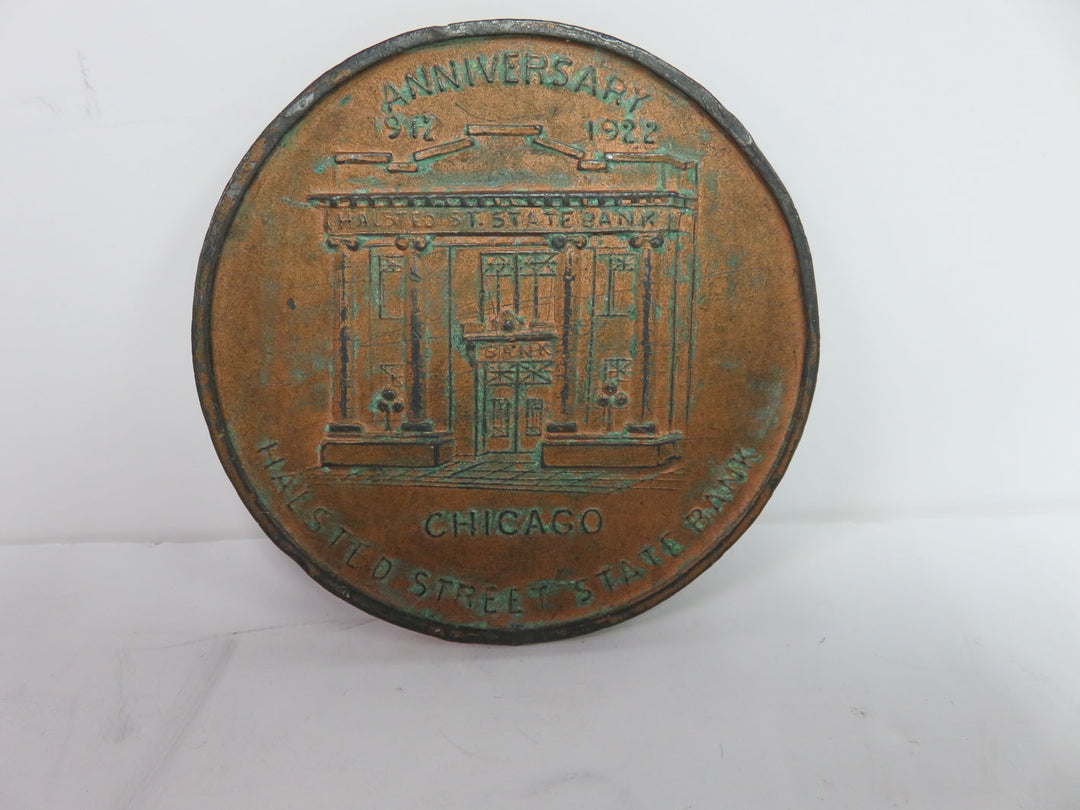 ANNIVERSARY
1912 1922
HALSTED ST. STATE BANK
BANK
CHICAGO
HALSTED STREET STATE BANK